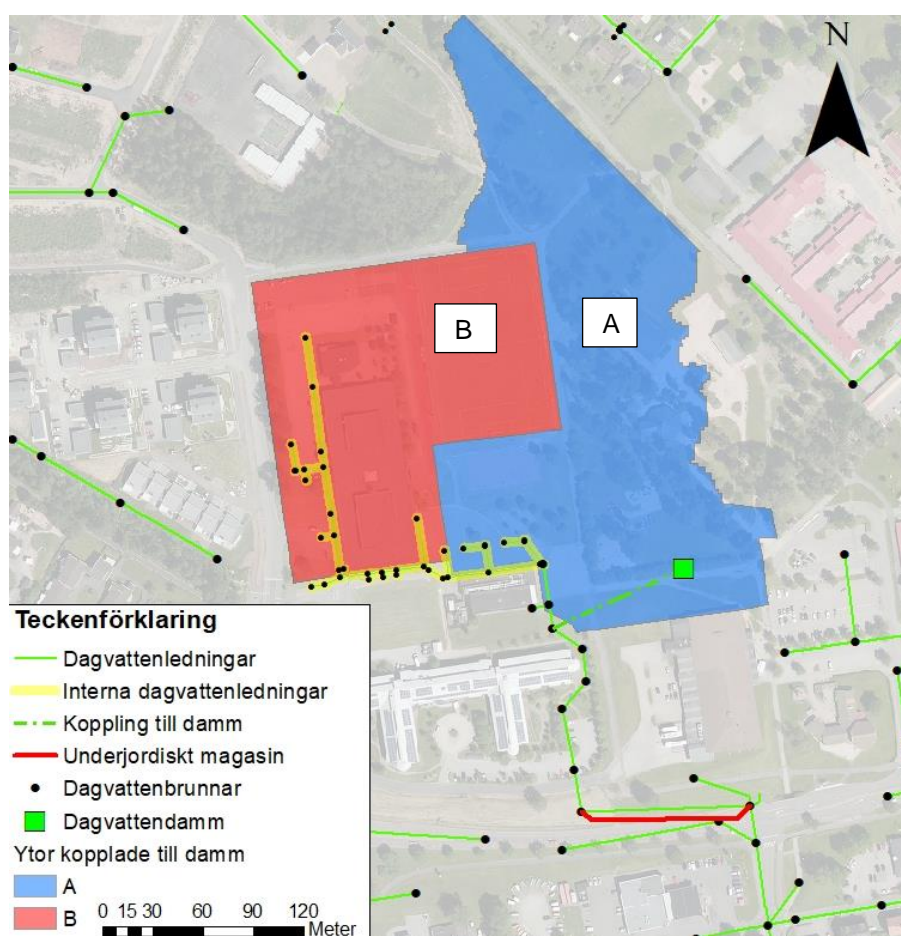 N
B
A
Teckenförklaring
Dagvattenledningar
Interna dagvattenledningar
Koppling till damm
Underjordiskt magasin
Dagvattenbrunnar
Dagvattendamm
Ytor kopplade till damm
A
B
0 15 30 60 90 120
Meter